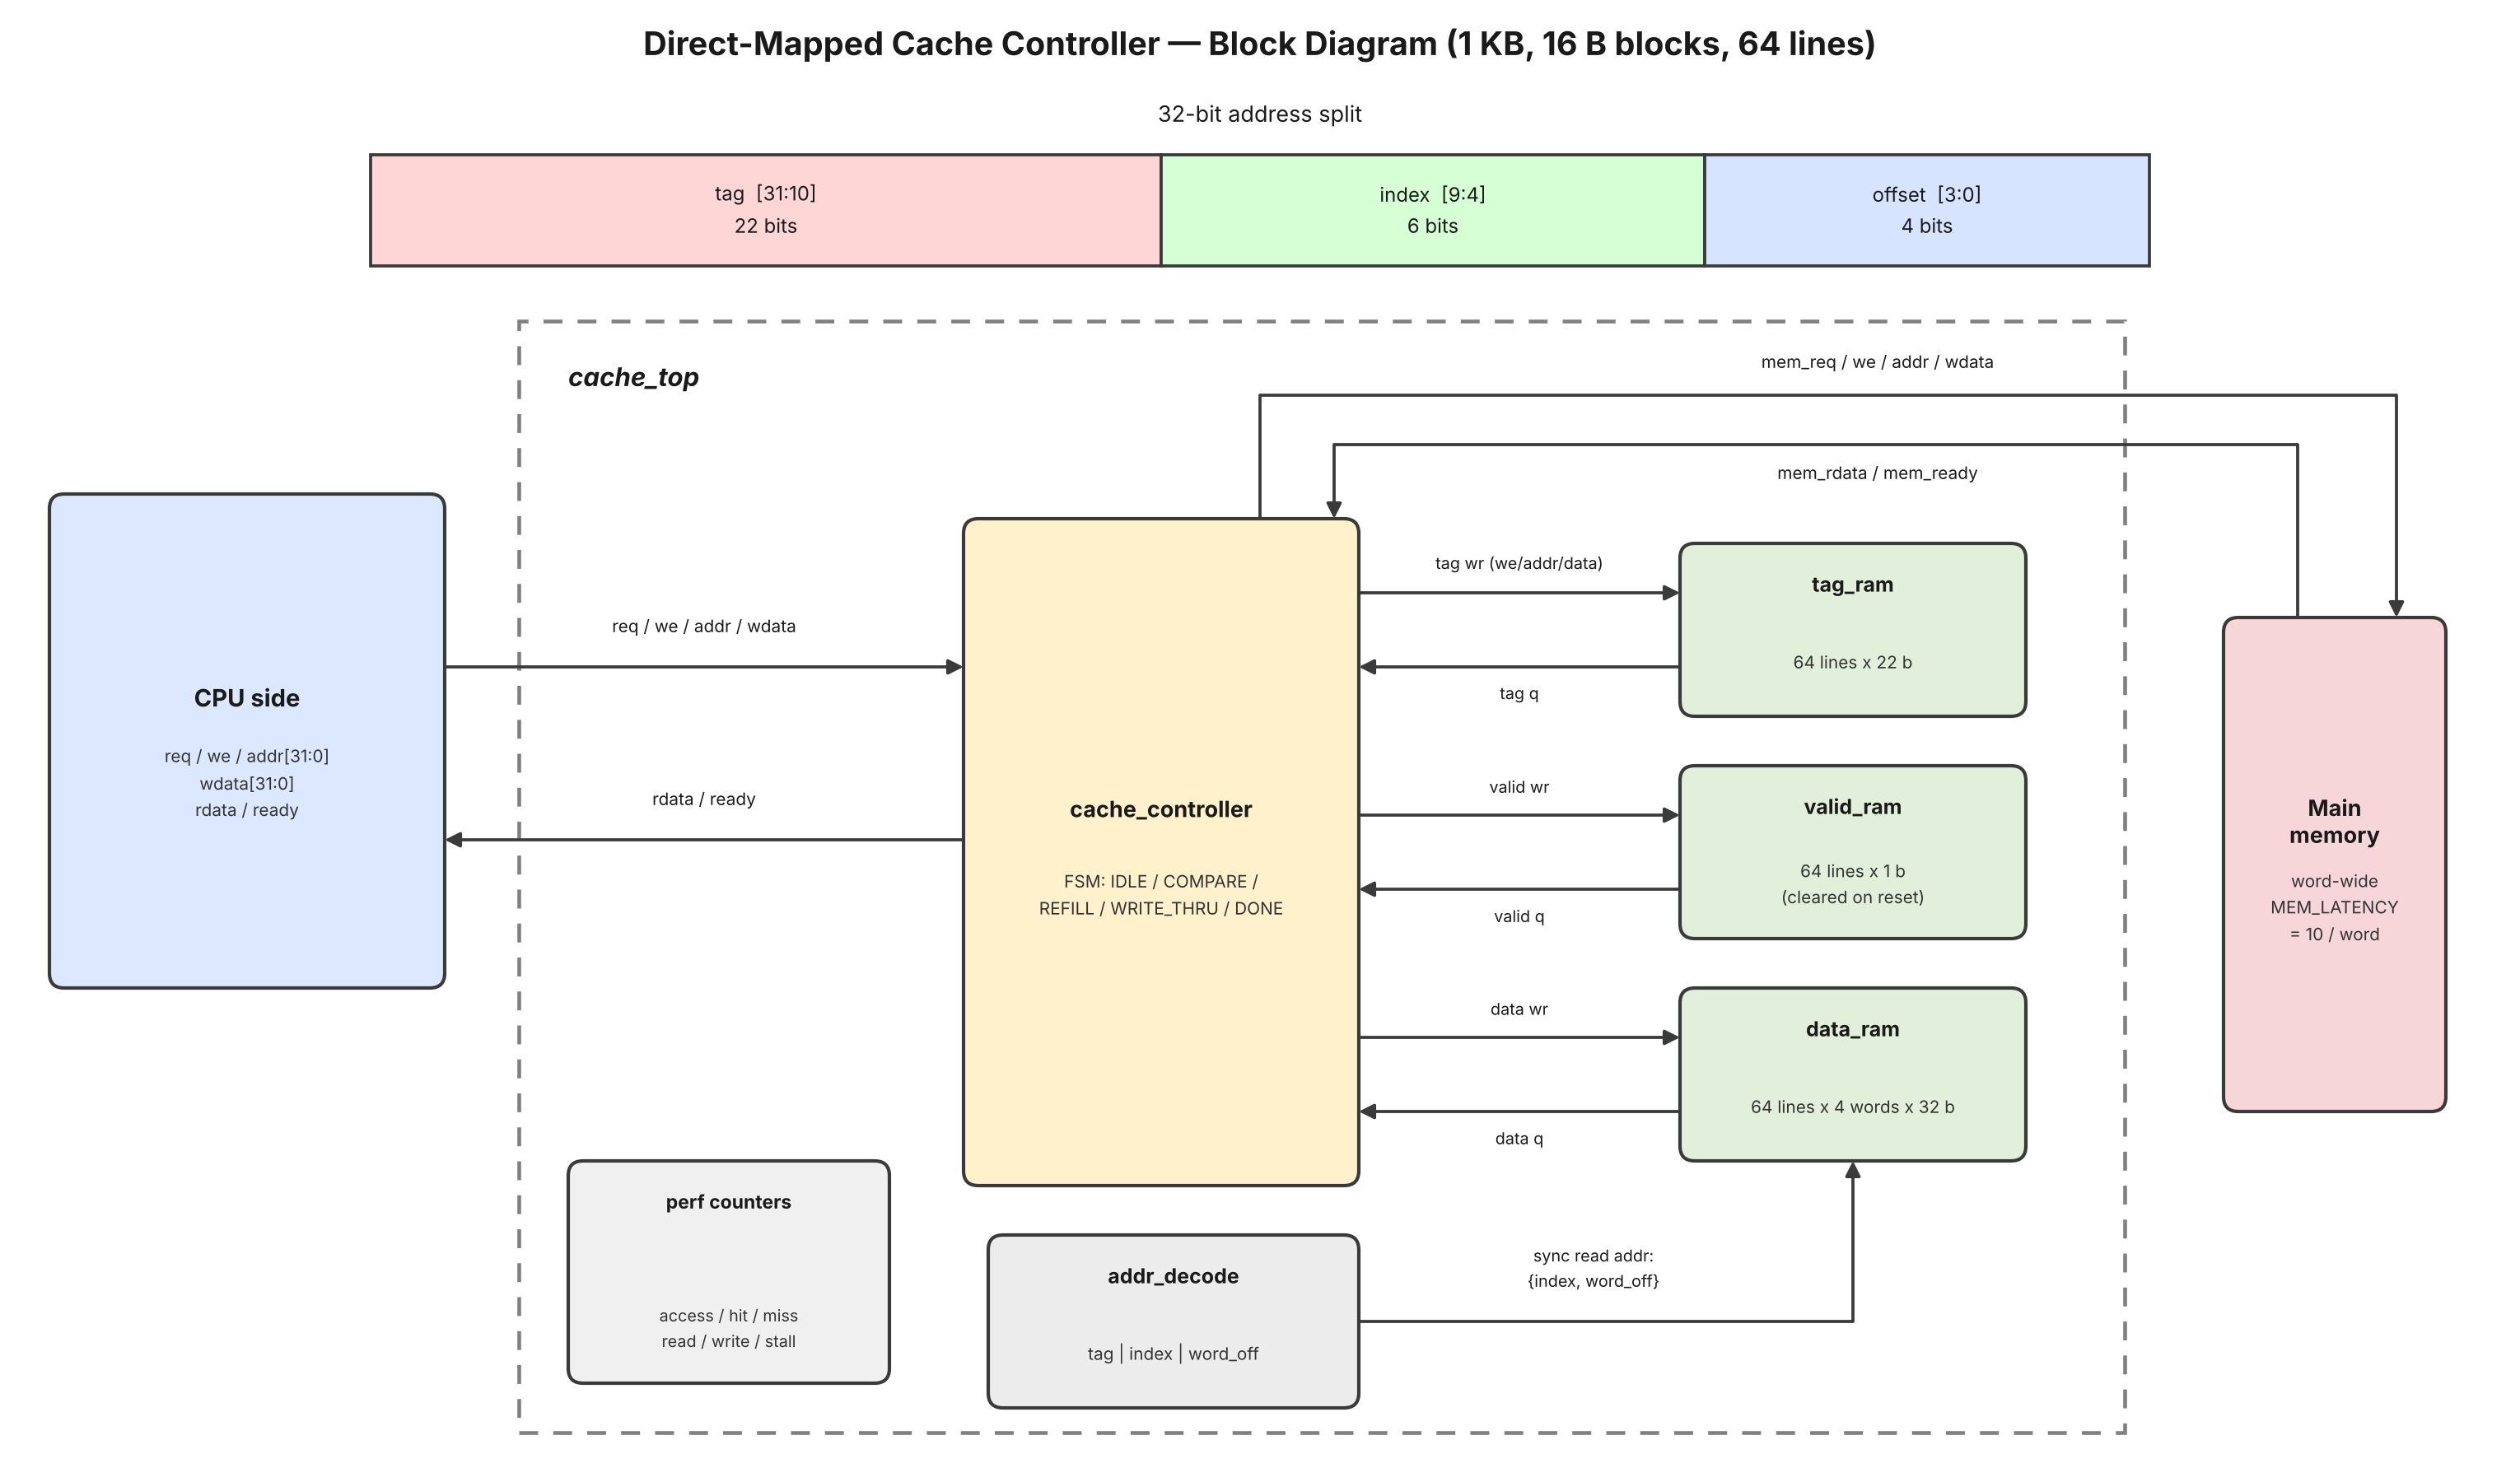 Direct-Mapped Cache Controller — Block Diagram (1 KB, 16 B blocks, 64 lines)
32-bit address split
tag [31:10]
22 bits
index [9:4]
6 bits
offset [3:0]
4 bits
cache_top
mem_req / we / addr / wdata
mem_rdata / mem_ready
CPU side
req / we / addr[31:0]
wdata[31:0]
rdata / ready
req / we / addr / wdata
rdata / ready
cache_controller
FSM: IDLE / COMPARE /
REFILL / WRITE_THRU / DONE
tag wr (we/addr/data)
tag q
valid wr
valid q
data wr
data q
tag_ram
64 lines x 22 b
valid_ram
64 lines x 1 b
(cleared on reset)
data_ram
64 lines x 4 words x 32 b
Main
memory
word-wide
MEM_LATENCY
= 10 / word
perf counters
access / hit / miss
read / write / stall
addr_decode
tag | index | word_off
sync read addr:
{index, word_off}